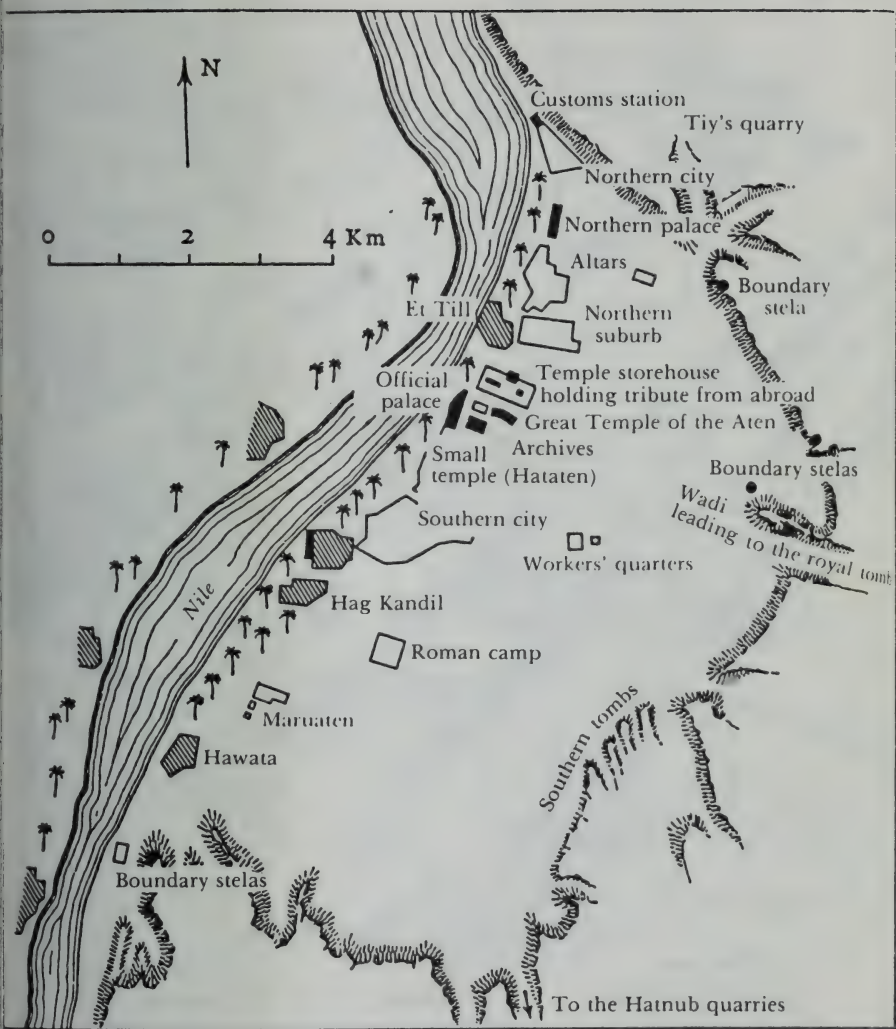 N
Customs station
Tiy's quarry
Northern city
0 2 4 Km
Northern palace
Altars
Boundary
stela
Et Till
Northern
suburb
Official
palace
Temple storehouse
holding tribute from abroad
Great Temple of the Aten
Archives
Small
temple (Hataten)
Boundary stelas
Wadi
leading to the royal tomb
Southern city
Workers' quarters
Nile
Hag Kandil
Roman camp
Maruaten
Southern tombs
Hawata
Boundary stelas
To the Hatnub quarries